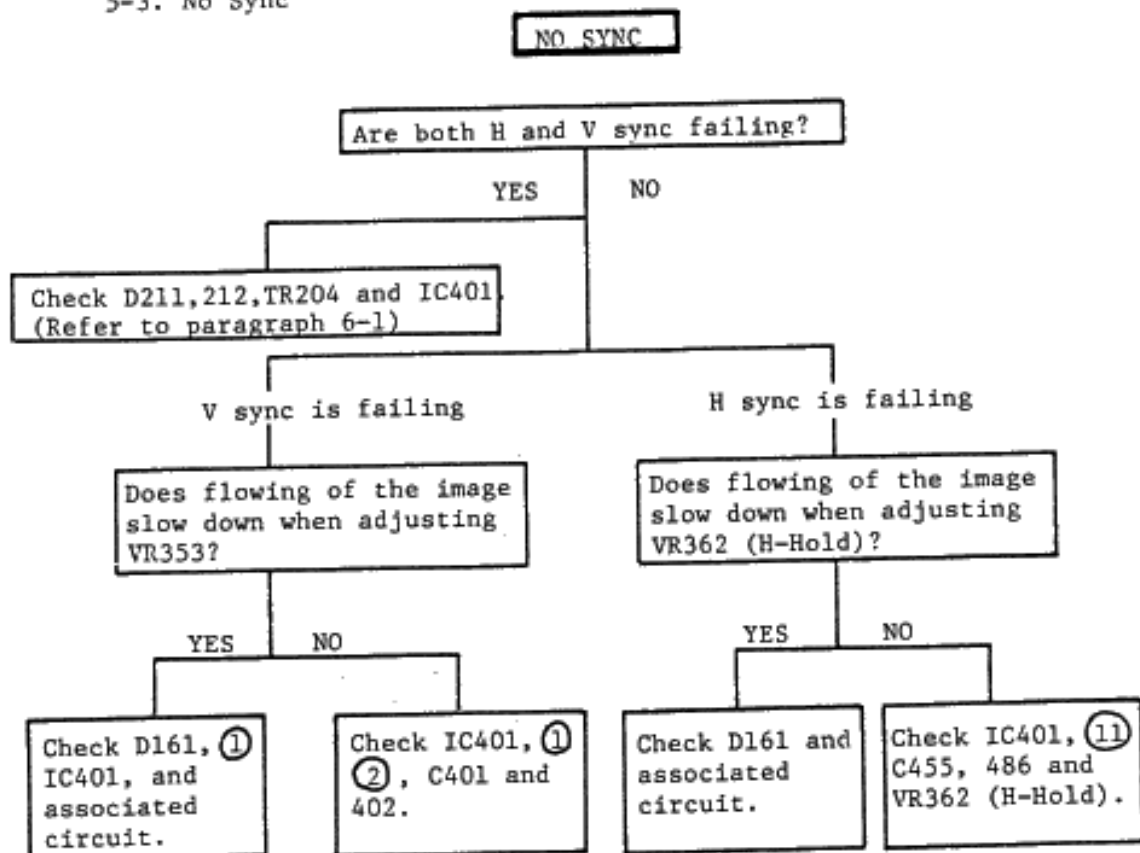 5-3. No Sync
NO SYNC
Are both H and V sync failing?
YES
NO
Check D211,212,TR204 and IC401.
(Refer to paragraph 6-1)
V sync is failing
H sync is failing
Does flowing of the image
slow down when adjusting
VR353?
Does flowing of the image
slow down when adjusting
VR362 (H-Hold)?
YES
NO
YES
NO
Check D161, ①
IC401, and
associated
circuit.
Check IC401, ①
②, C401 and
402.
Check D161 and
associated
circuit.
Check IC401, ⑪
C455, 486 and
VR362 (H-Hold).